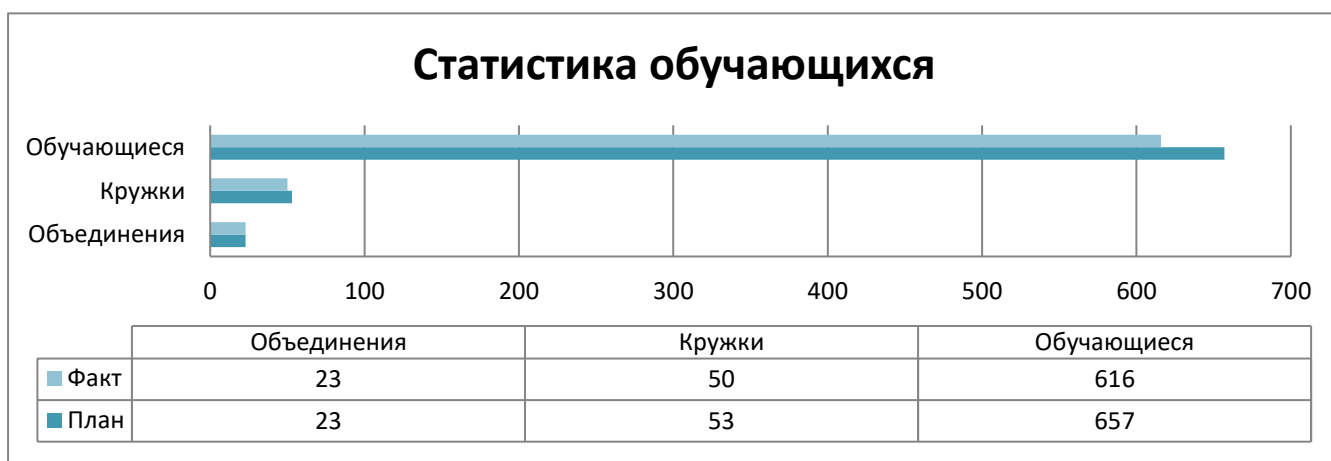 Статистика обучающихся
Обучающиеся
Кружки
Объединения
0 100 200 300 400 500 600 700
Объединения Кружки Обучающиеся
Факт 23 50 616
План 23 53 657